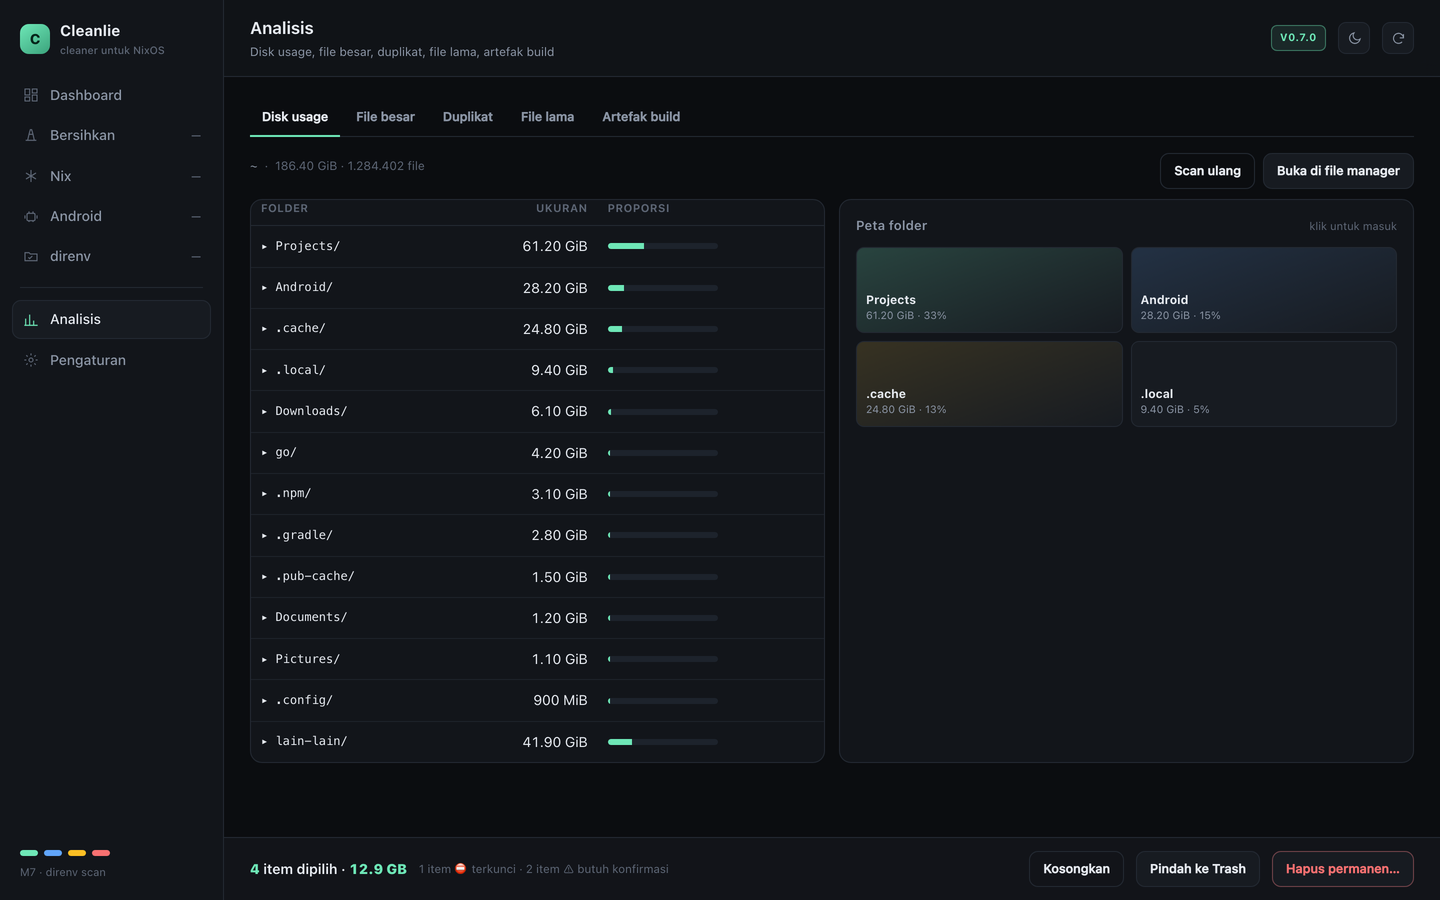 C
Cleanlie
cleaner untuk NixOS
Dashboard
Bersihkan —
Nix —
Android —
direnv —
Analisis
Pengaturan
M7 · direnv scan
Analisis
Disk usage, file besar, duplikat, file lama, artefak build
V0.7.0
Disk usage File besar Duplikat File lama Artefak build
~ · 186.40 GiB · 1.284.402 file
Scan ulang Buka di file manager
FOLDER UKURAN PROPORSI
▸ Projects/ 61.20 GiB
▸ Android/ 28.20 GiB
▸ .cache/ 24.80 GiB
▸ .local/ 9.40 GiB
▸ Downloads/ 6.10 GiB
▸ go/ 4.20 GiB
▸ .npm/ 3.10 GiB
▸ .gradle/ 2.80 GiB
▸ .pub-cache/ 1.50 GiB
▸ Documents/ 1.20 GiB
▸ Pictures/ 1.10 GiB
▸ .config/ 900 MiB
▸ lain-lain/ 41.90 GiB
Peta folder klik untuk masuk
Projects
61.20 GiB · 33%
Android
28.20 GiB · 15%
.cache
24.80 GiB · 13%
.local
9.40 GiB · 5%
4 item dipilih · 12.9 GB 1 item ⛔ terkunci · 2 item ⚠ butuh konfirmasi
Kosongkan Pindah ke Trash Hapus permanen…